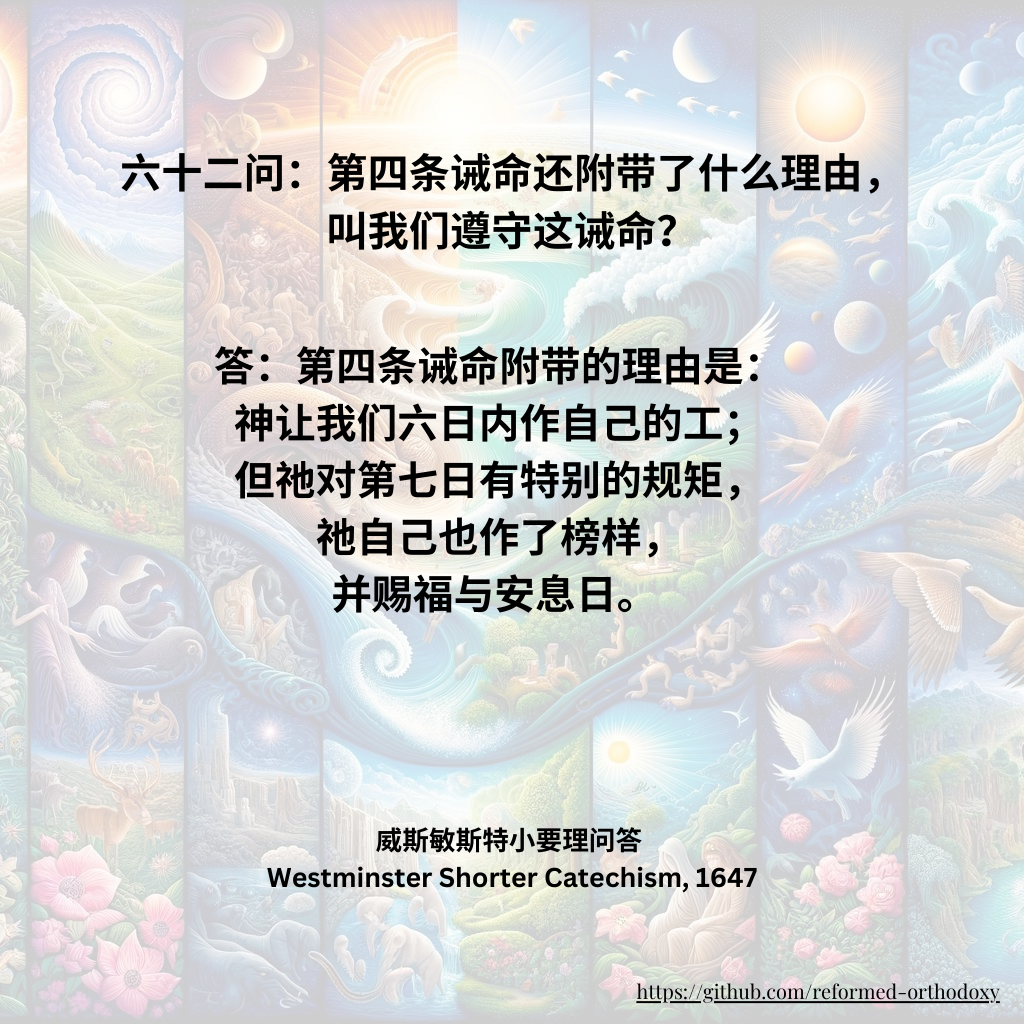 六十二问：第四条诫命还附带了什么理由，
叫我们遵守这诫命？
答：第四条诫命附带的理由是：
神让我们六日内作自己的工；
但祂对第七日有特别的规矩，
祂自己也作了榜样，
并赐福与安息日。
威斯敏斯特小要理问答
Westminster Shorter Catechism, 1647
https://github.com/reformed-orthodoxy